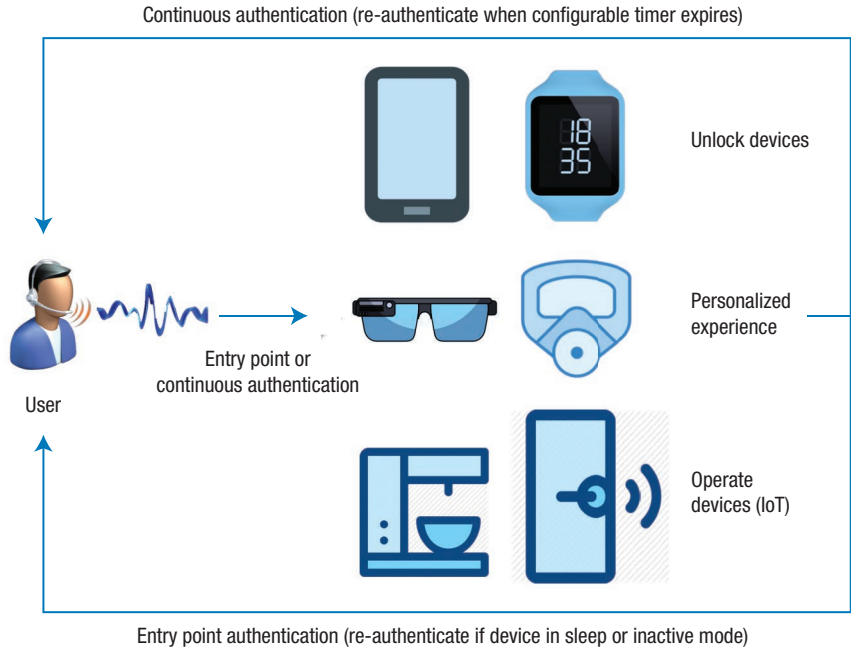 Continuous authentication (re-authenticate when configurable timer expires)
18
35
Unlock devices
Personalized
experience
Entry point or
continuous authentication
User
Operate
devices (IoT)
Entry point authentication (re-authenticate if device in sleep or inactive mode)